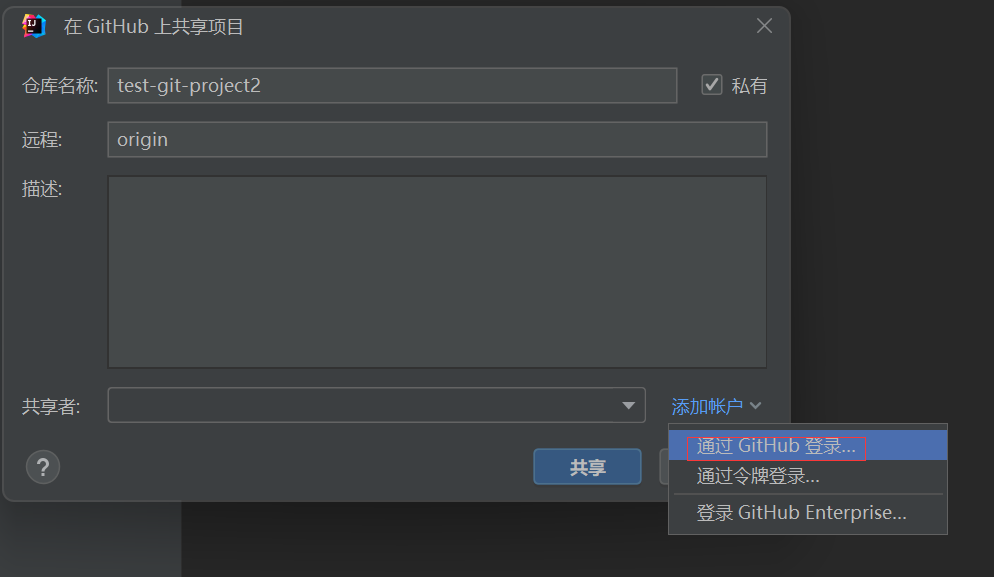 在 GitHub 上共享项目
仓库名称: test-git-project2 私有
远程: origin
描述:
共享者: 添加帐户
通过 GitHub 登录...
? 共享
通过令牌登录...
登录 GitHub Enterprise...